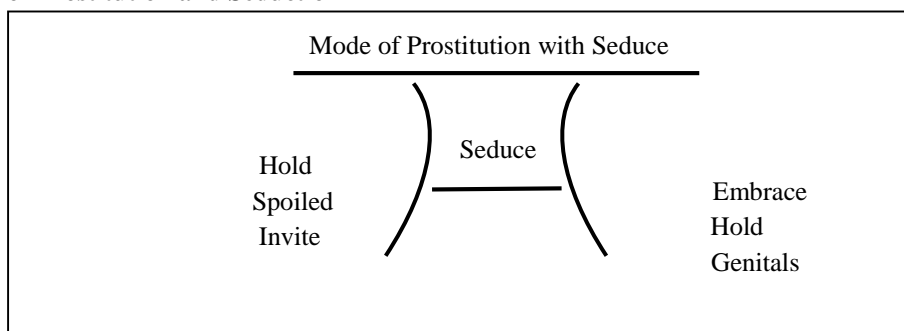 Mode of Prostitution with Seduce
Seduce
Hold
Spoiled
Invite
Embrace
Hold
Genitals